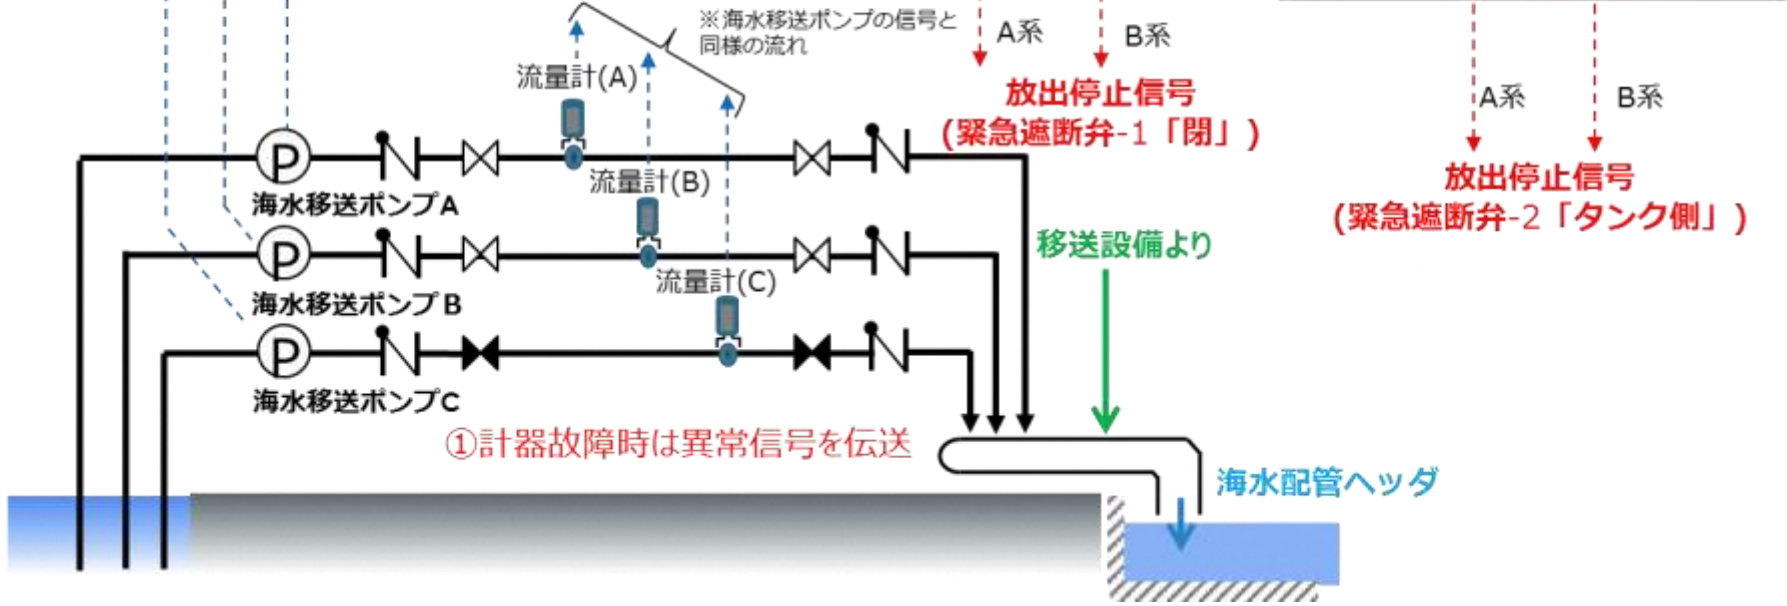 ※海水移送ポンプの信号と
同様の流れ
A系
B系
流量計(A)
放出停止信号
(緊急遮断弁-1「閉」)
A系
B系
放出停止信号
(緊急遮断弁-2「タンク側」)
P
海水移送ポンプA
流量計(B)
P
海水移送ポンプB
移送設備より
流量計(C)
P
海水移送ポンプC
①計器故障時は異常信号を伝送
海水配管ヘッダ